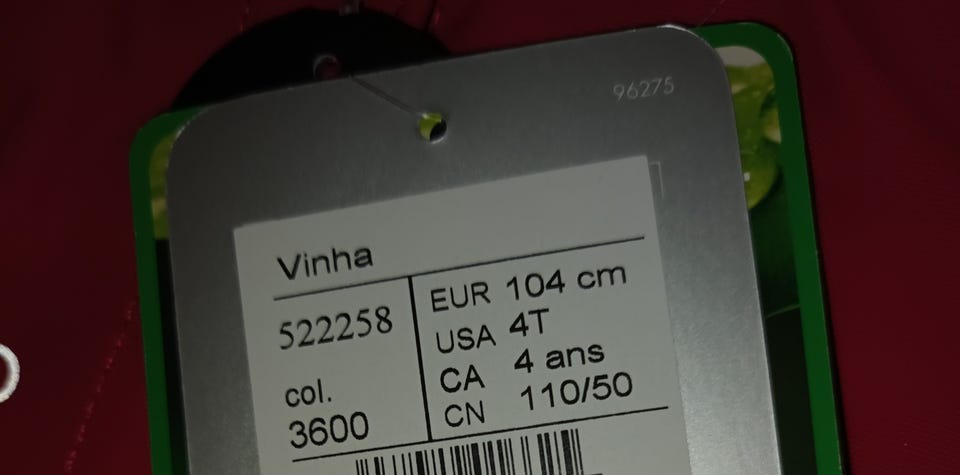 96275
Vinha
522258
col.
3600
EUR 104 cm
USA 4T
CA 4 ans
CN 110/50